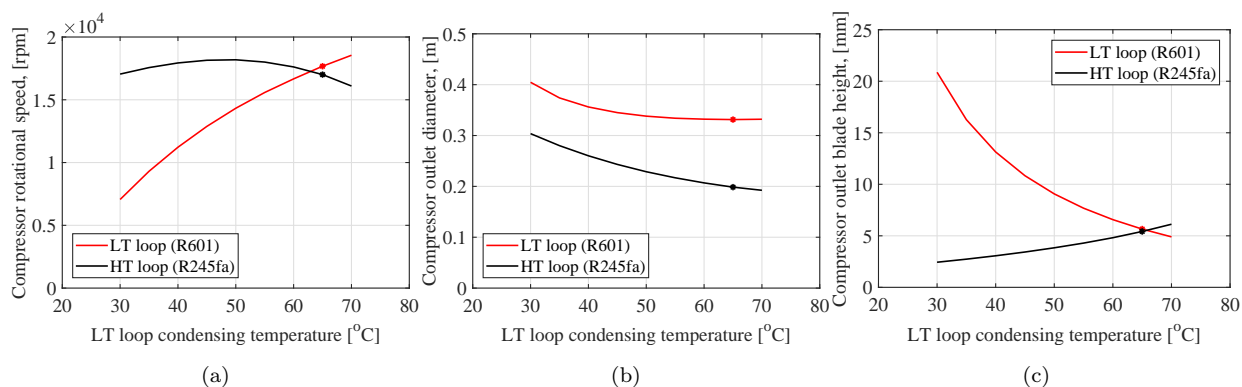 ×10⁴
2
1.5
1
0.5
0
20 30 40 50 60 70 80
Compressor rotational speed, [rpm]
LT loop (R601)
HT loop (R245fa)
LT loop condensing temperature [°C]
(a)
0.5
0.4
0.3
0.2
0.1
0
20 30 40 50 60 70 80
Compressor outlet diameter, [m]
LT loop (R601)
HT loop (R245fa)
LT loop condensing temperature [°C]
(b)
25
20
15
10
5
0
20 30 40 50 60 70 80
Compressor outlet blade height, [mm]
LT loop (R601)
HT loop (R245fa)
LT loop condensing temperature [°C]
(c)